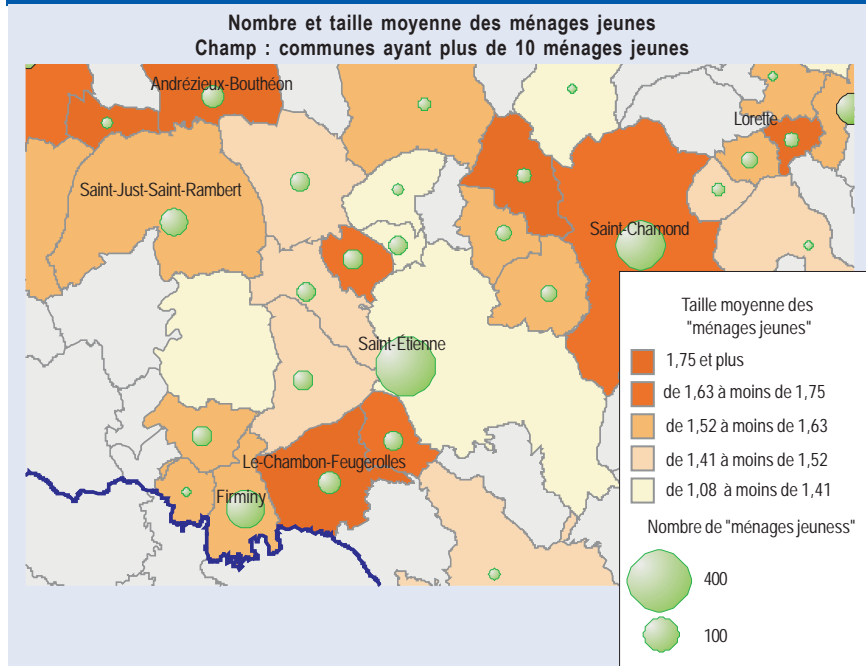 Nombre et taille moyenne des ménages jeunes
Champ : communes ayant plus de 10 ménages jeunes
Andrézieux-Bouthéon
Lorette
Saint-Just-Saint-Rambert
Saint-Chamond
Saint-Étienne
Le-Chambon-Feugerolles
Firminy
Taille moyenne des
"ménages jeunes"
1,75 et plus
de 1,63 à moins de 1,75
de 1,52 à moins de 1,63
de 1,41 à moins de 1,52
de 1,08 à moins de 1,41
Nombre de "ménages jeuness"
400
100